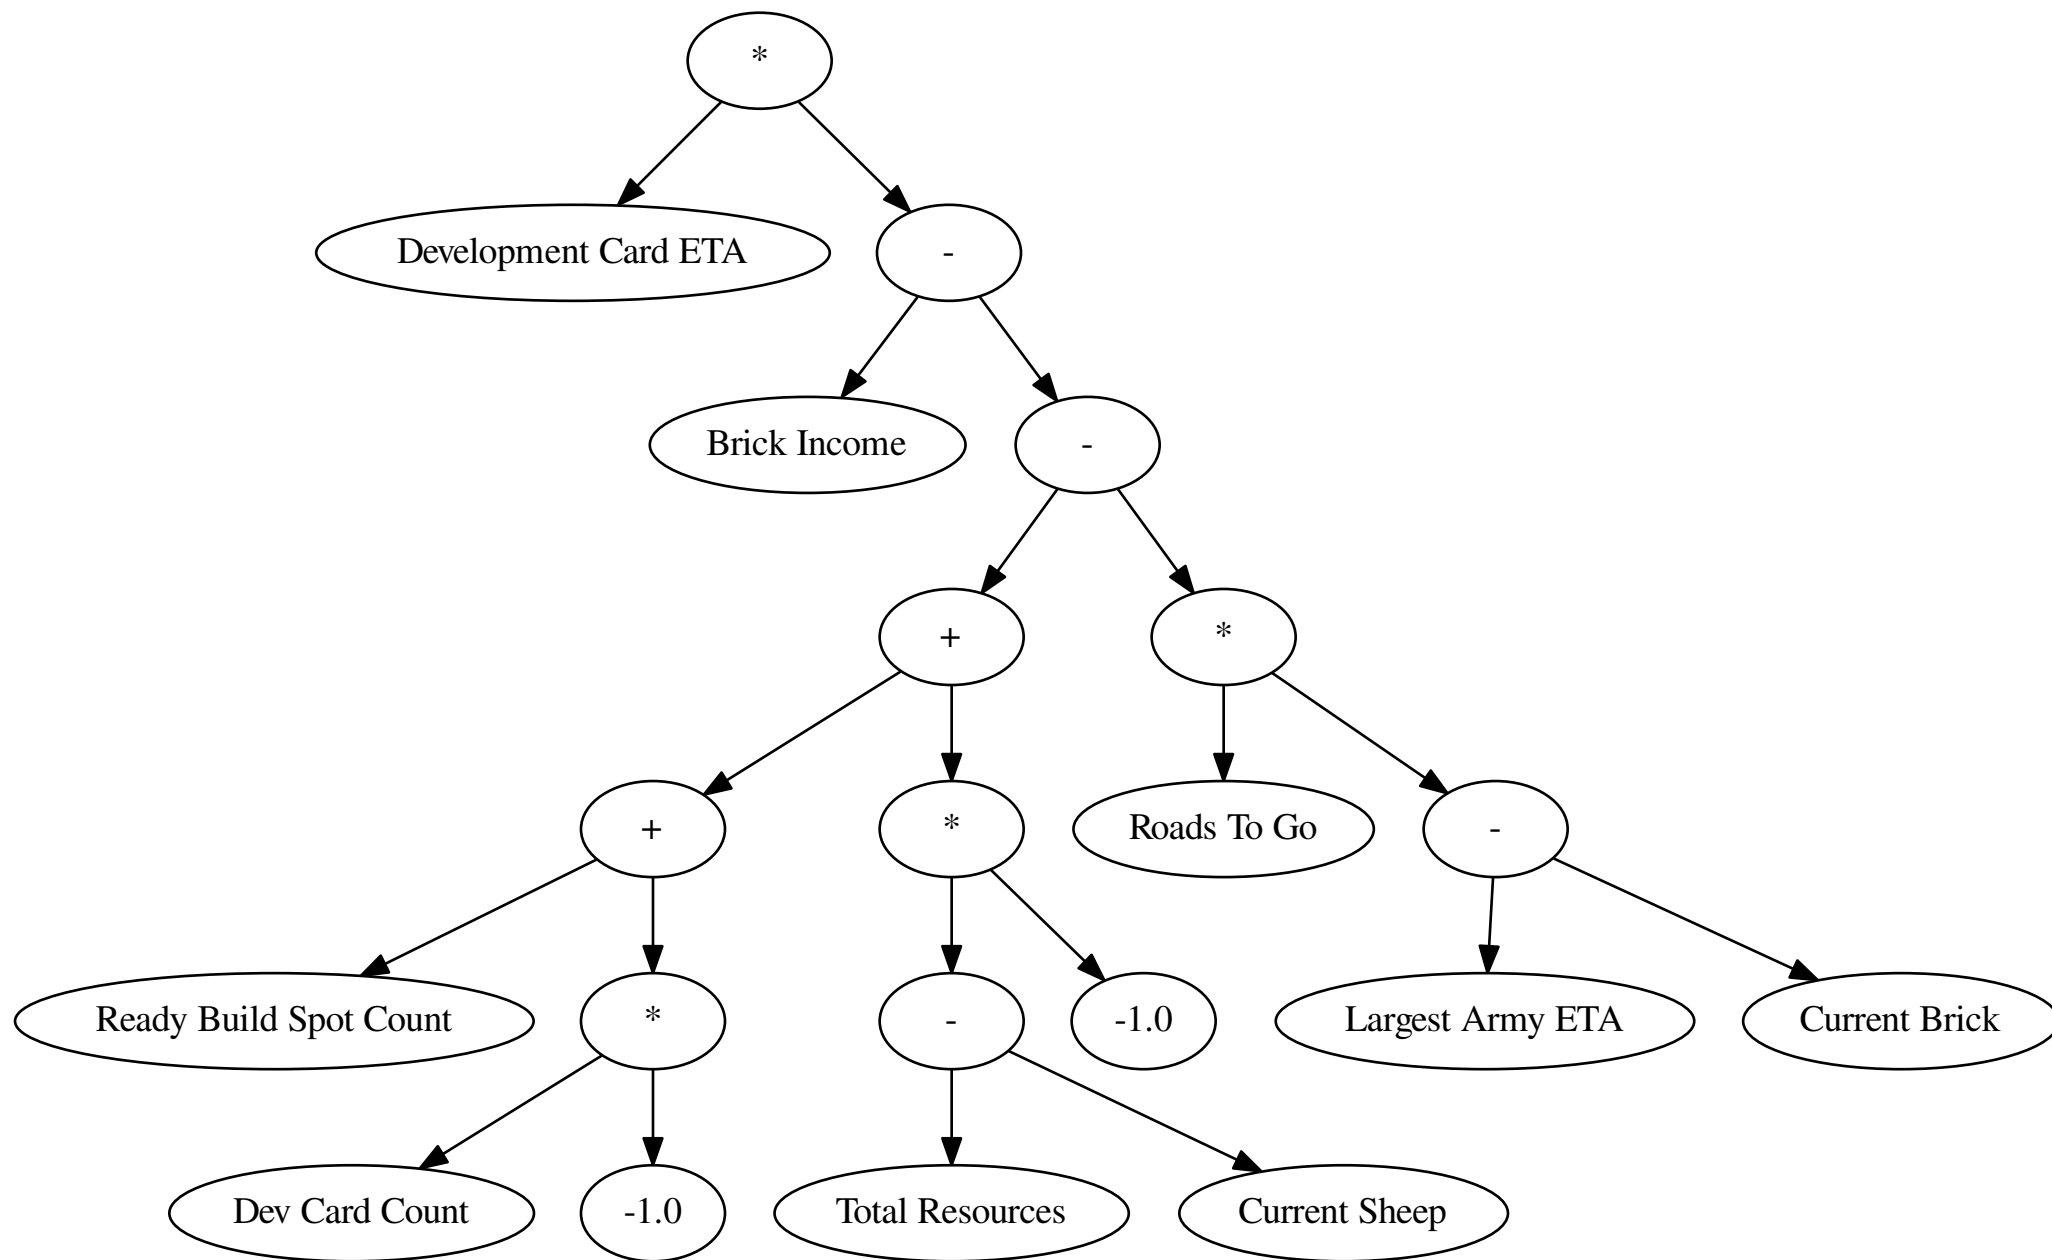 *
Development Card ETA
-
Brick Income
-
+
*
+
*
Roads To Go
-
Ready Build Spot Count
*
-
-1.0
Largest Army ETA
Current Brick
Dev Card Count
-1.0
Total Resources
Current Sheep